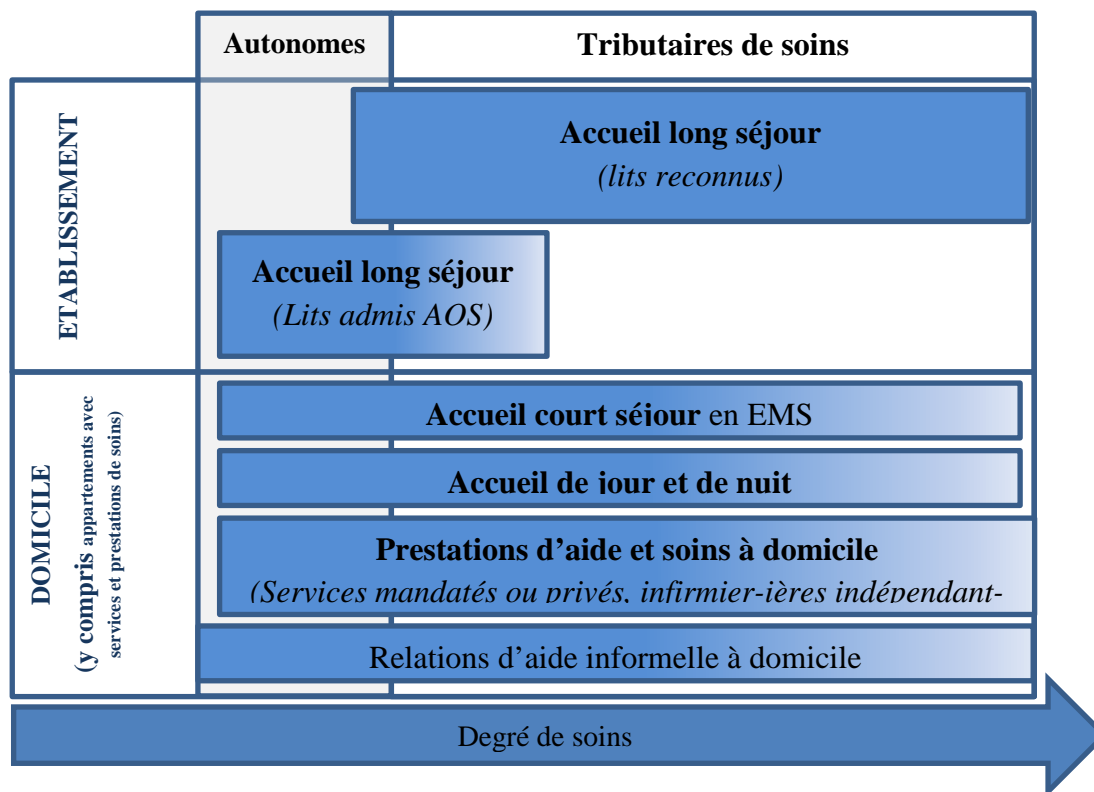 Autonomes
Tributaires de soins
ETABLISSEMENT
Accueil long séjour
(lits reconnus)
Accueil long séjour
(Lits admis AOS)
DOMICILE
(y compris appartements avec
services et prestations de soins)
Accueil court séjour en EMS
Accueil de jour et de nuit
Prestations d’aide et soins à domicile
(Services mandatés ou privés, infirmier-ières indépendant-
Relations d’aide informelle à domicile
Degré de soins